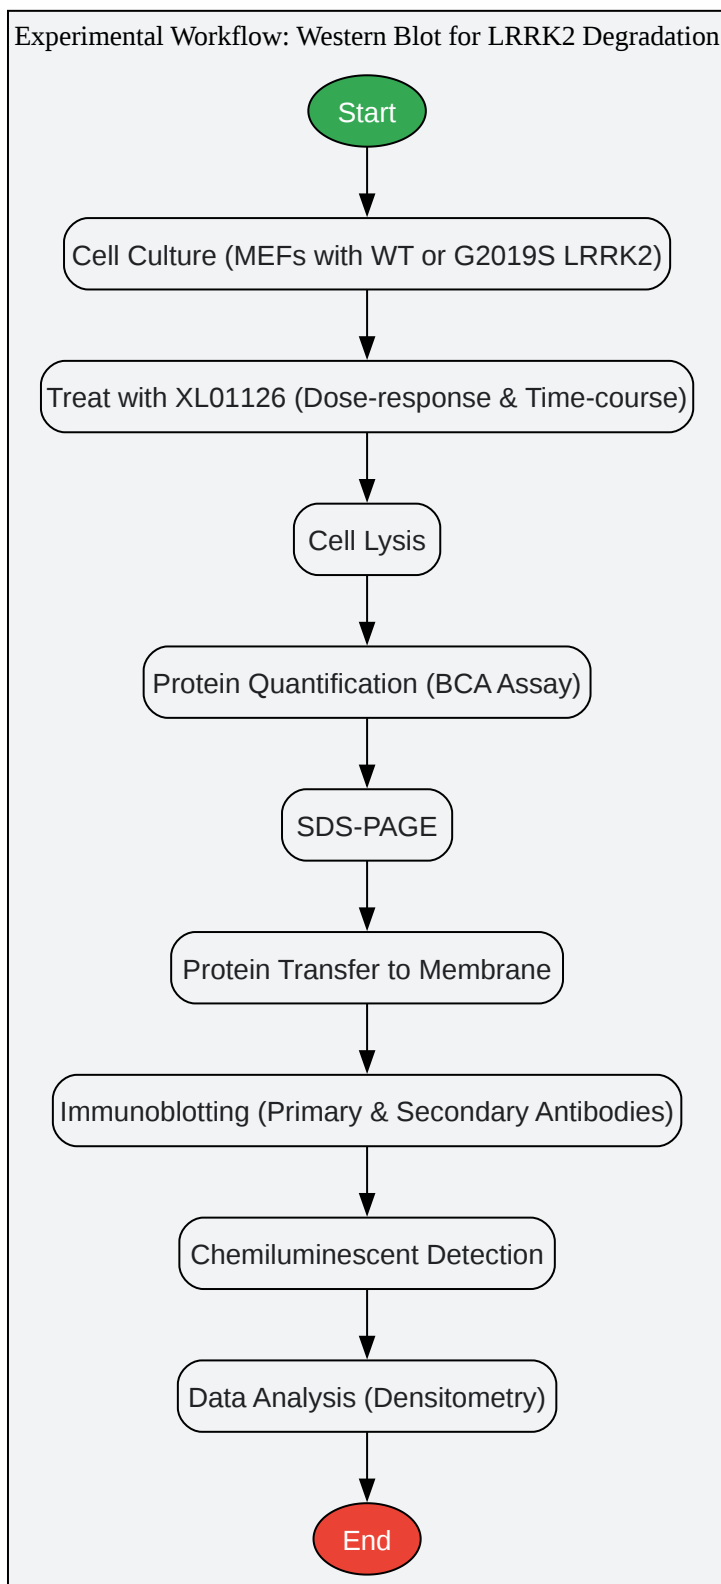 Experimental Workflow: Western Blot for LRRK2 Degradation
Start
Cell Culture (MEFs with WT or G2019S LRRK2)
Treat with XL01126 (Dose-response & Time-course)
Cell Lysis
Protein Quantification (BCA Assay)
SDS-PAGE
Protein Transfer to Membrane
Immunoblotting (Primary & Secondary Antibodies)
Chemiluminescent Detection
Data Analysis (Densitometry)
End